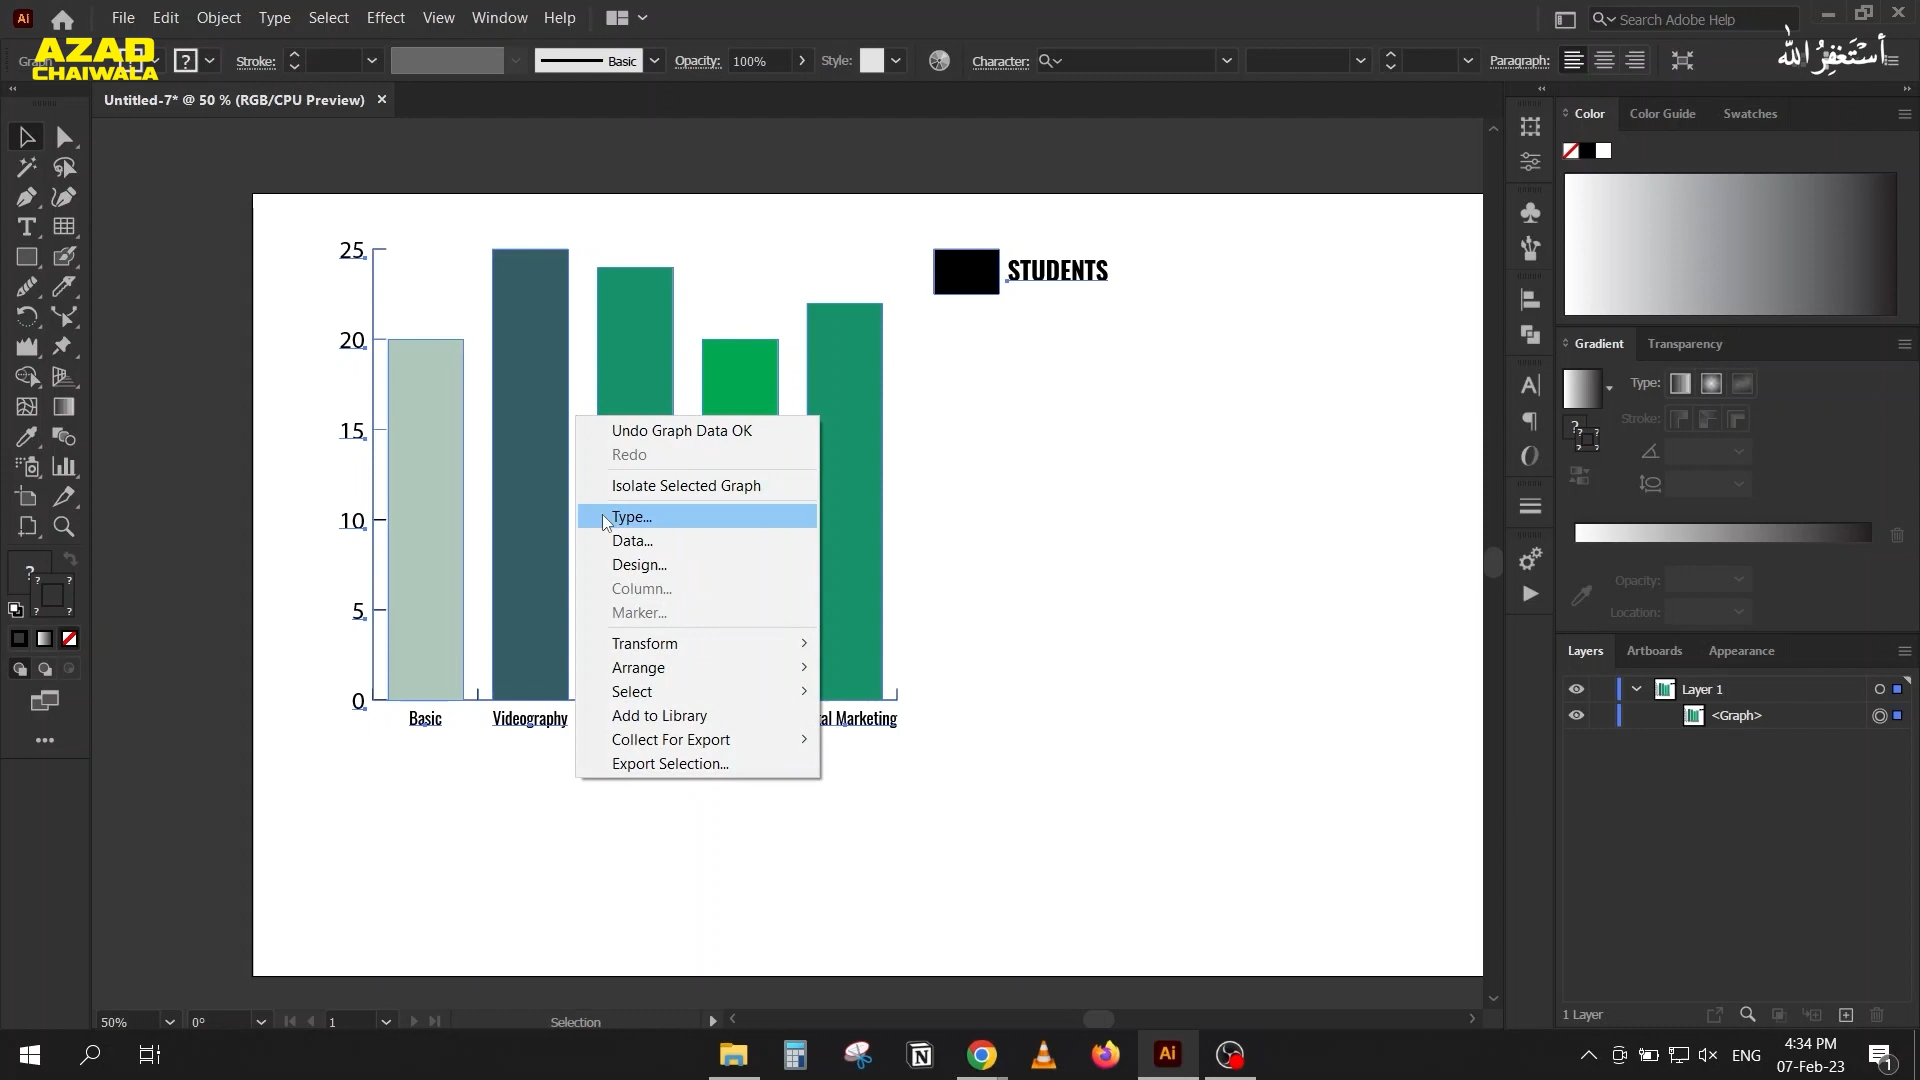 Ai File Edit Object Type Select Effect View Window Help Search Adobe Help
AZAD
CHAIWALA
أستغفر الله
? Stroke: Basic Opacity: 100% Style: Character: Paragraph:
Untitled-7* @ 50 % (RGB/CPU Preview) ×
Color Color Guide Swatches
25
20
15
10
5
0
STUDENTS
Basic Videography al Marketing
Undo Graph Data OK
Redo
Isolate Selected Graph
Type...
Data...
Design...
Column...
Marker...
Transform
Arrange
Select
Add to Library
Collect For Export
Export Selection...
Gradient Transparency
Type:
Stroke:
Opacity:
Location:
Layers Artboards Appearance
Layer 1
<Graph>
1 Layer
50% 0° 1 Selection
ENG
4:34 PM
07-Feb-23
1